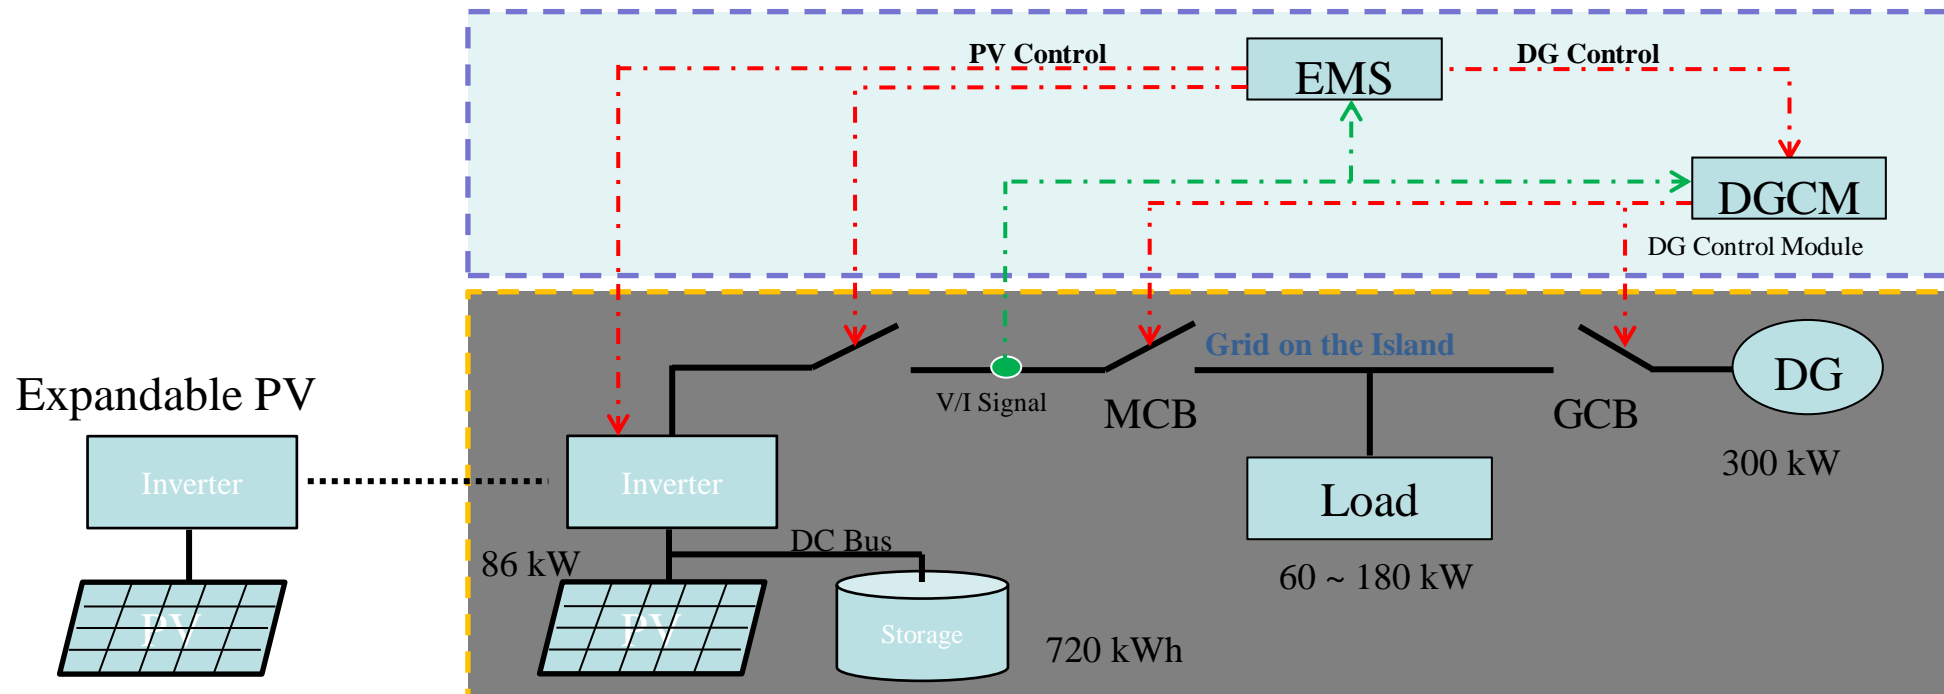 PV Control
EMS
DG Control
DGCM
DG Control Module
Grid on the Island
V/I Signal
MCB
GCB
DG
300 kW
Expandable PV
Inverter
Inverter
Load
DC Bus
86 kW
60 ~ 180 kW
PV
PV
Storage
720 kWh